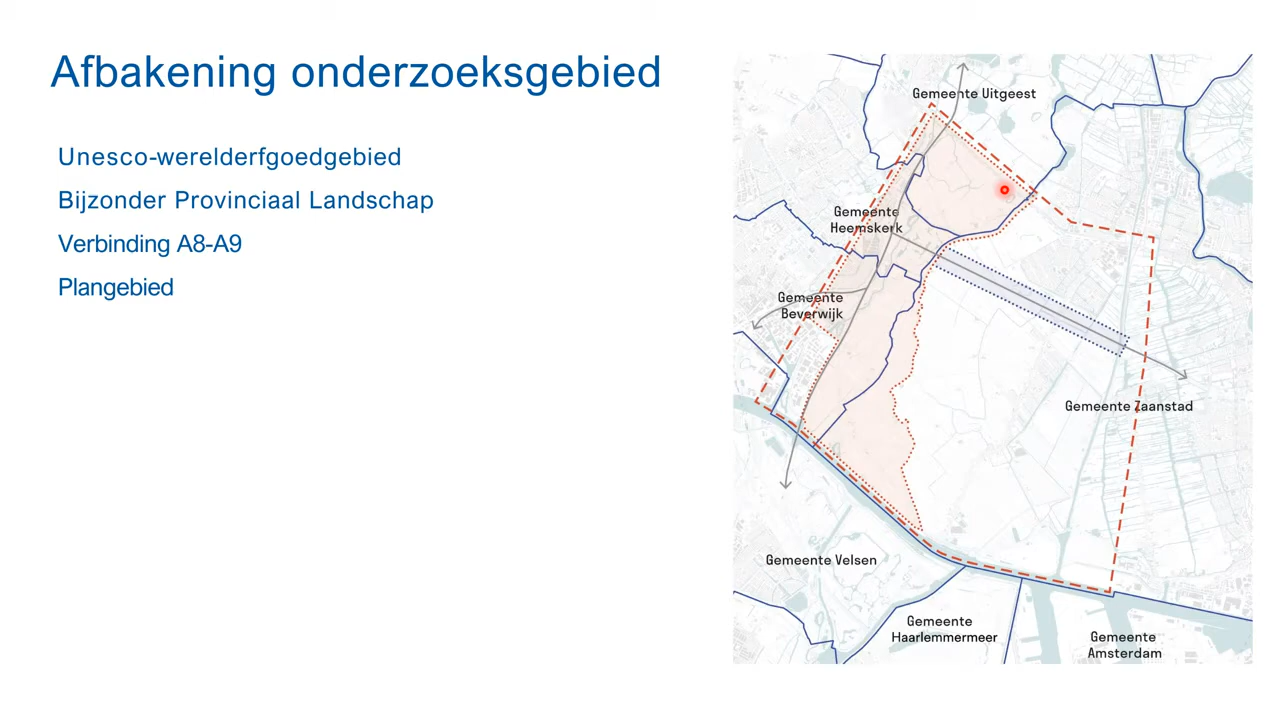 Afbakening onderzoeksgebied
Unesco-werelderfgoedgebied
Bijzonder Provinciaal Landschap
Verbinding A8-A9
Plangebied
Gemeente Uitgeest
Gemeente
Heemskerk
Gemeente
Beverwijk
Gemeente Zaanstad
Gemeente Velsen
Gemeente
Haarlemmermeer
Gemeente
Amsterdam